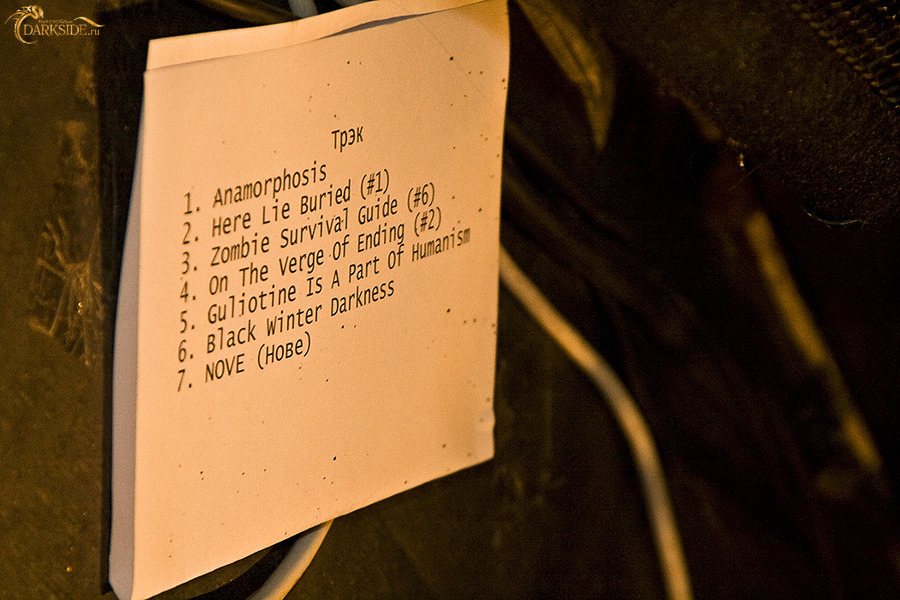 DARKSIDE.ru
Трэк
1. Anamorphosis
2. Here Lie Buried (#1)
3. Zombie Survival Guide (#6)
4. On The Verge Of Ending (#2)
5. Guliotine Is A Part Of Humanism
6. Black Winter Darkness
7. NOVE (Нове)